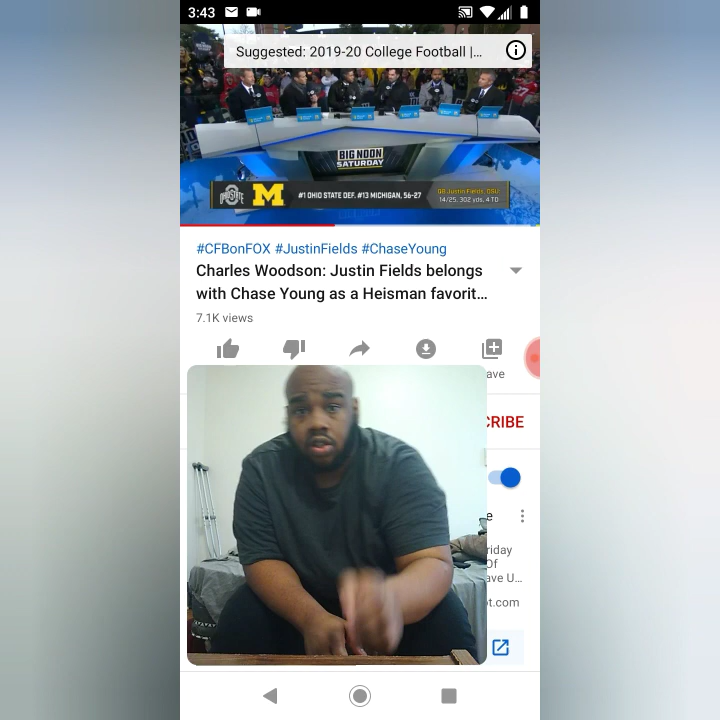 3:43
Suggested: 2019-20 College Football |...
BIG NOON
SATURDAY
OHIO STATE
M
#1 OHIO STATE DEF. #13 MICHIGAN, 56-27
QB Justin Fields, OSU:
14/25, 302 yds, 4 TD
#CFBonFOX #JustinFields #ChaseYoung
Charles Woodson: Justin Fields belongs
with Chase Young as a Heisman favorit...
7.1K views
ave
CRIBE
e
riday
Of
ave U...
t.com